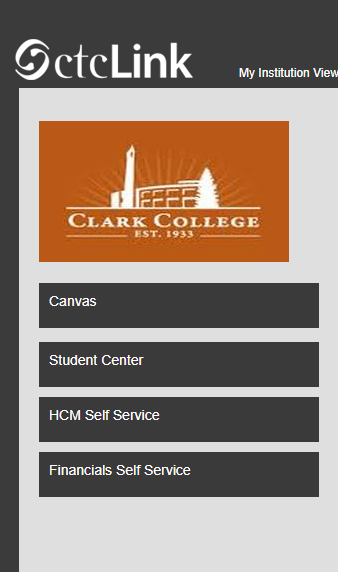 ctcLink
My Institution View
CLARK COLLEGE
EST. 1933
Canvas
Student Center
HCM Self Service
Financials Self Service